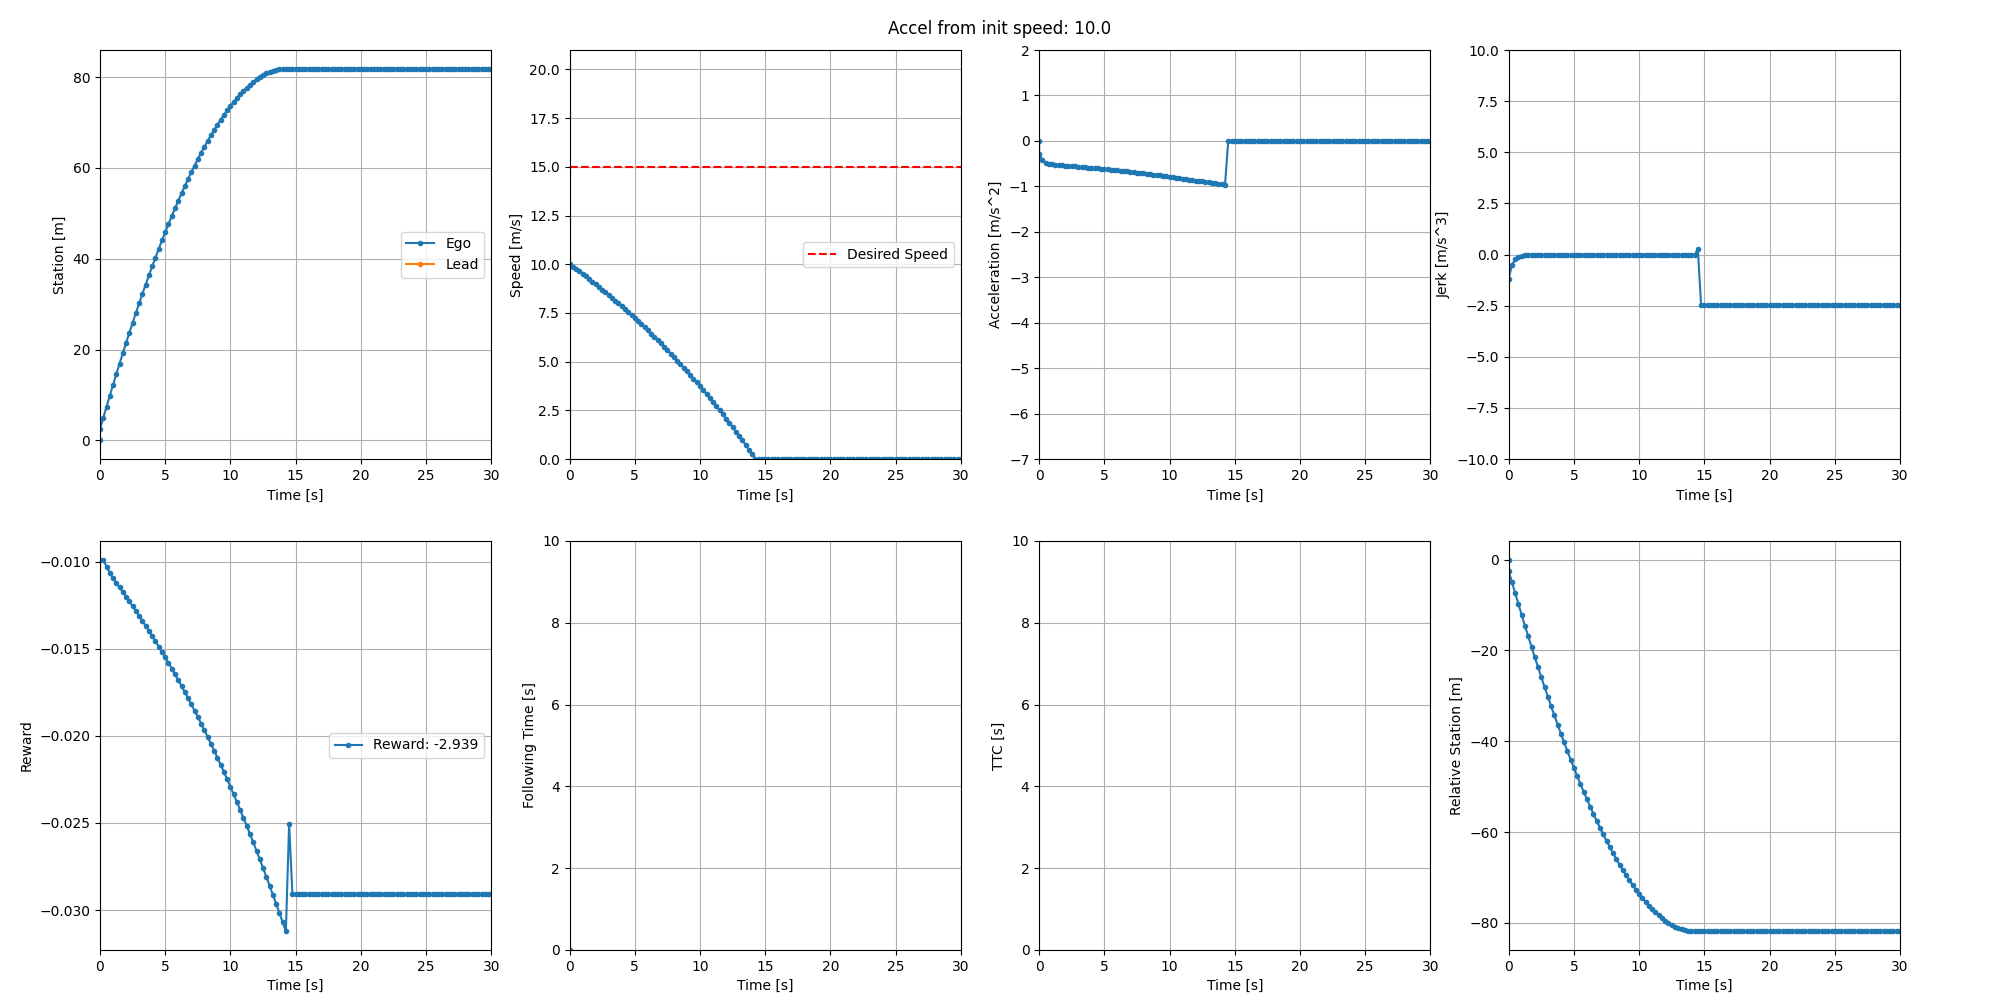 Accel from init speed: 10.0
Station [m]
80
60
40
20
0
Ego
Lead
0 5 10 15 20 25 30
Time [s]
Speed [m/s]
20.0
17.5
15.0
12.5
10.0
7.5
5.0
2.5
0.0
Desired Speed
0 5 10 15 20 25 30
Time [s]
Acceleration [m/s^2]
2
1
0
−1
−2
−3
−4
−5
−6
−7
0 5 10 15 20 25 30
Time [s]
Jerk [m/s^3]
10.0
7.5
5.0
2.5
0.0
−2.5
−5.0
−7.5
−10.0
0 5 10 15 20 25 30
Time [s]
Reward
−0.010
−0.015
−0.020
−0.025
−0.030
Reward: -2.939
0 5 10 15 20 25 30
Time [s]
Following Time [s]
10
8
6
4
2
0
0 5 10 15 20 25 30
Time [s]
TTC [s]
10
8
6
4
2
0
0 5 10 15 20 25 30
Time [s]
Relative Station [m]
0
−20
−40
−60
−80
0 5 10 15 20 25 30
Time [s]